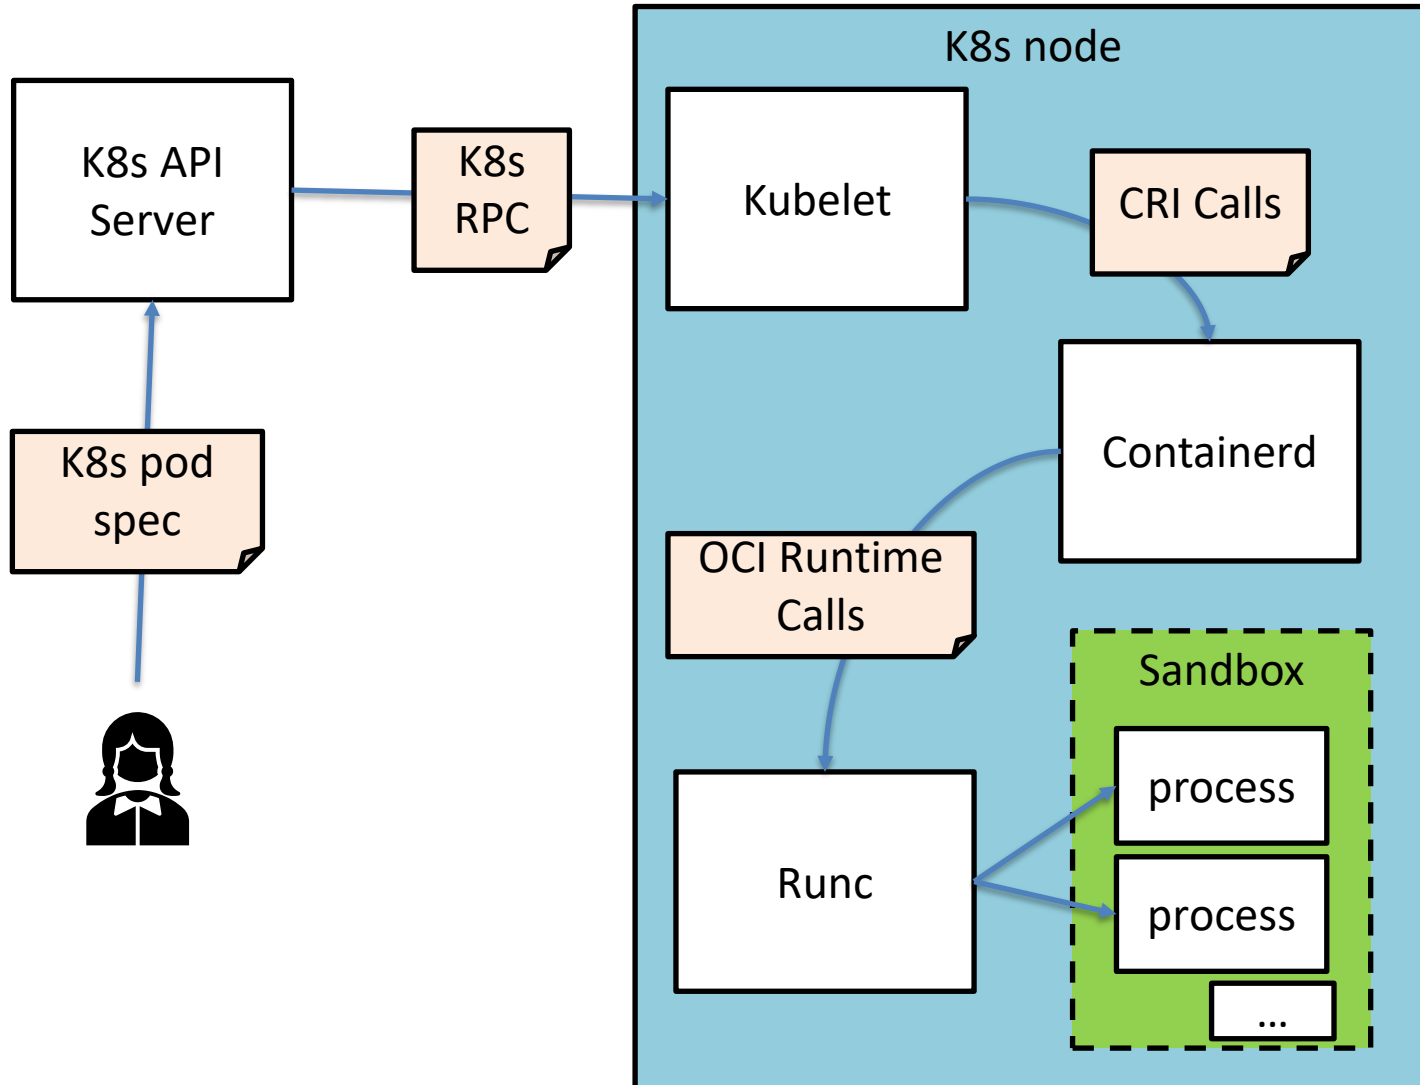 K8s node
K8s API
Server
K8s
RPC
Kubelet
CRI Calls
Containerd
K8s pod
spec
OCI Runtime
Calls
Sandbox
process
Runc
process
...